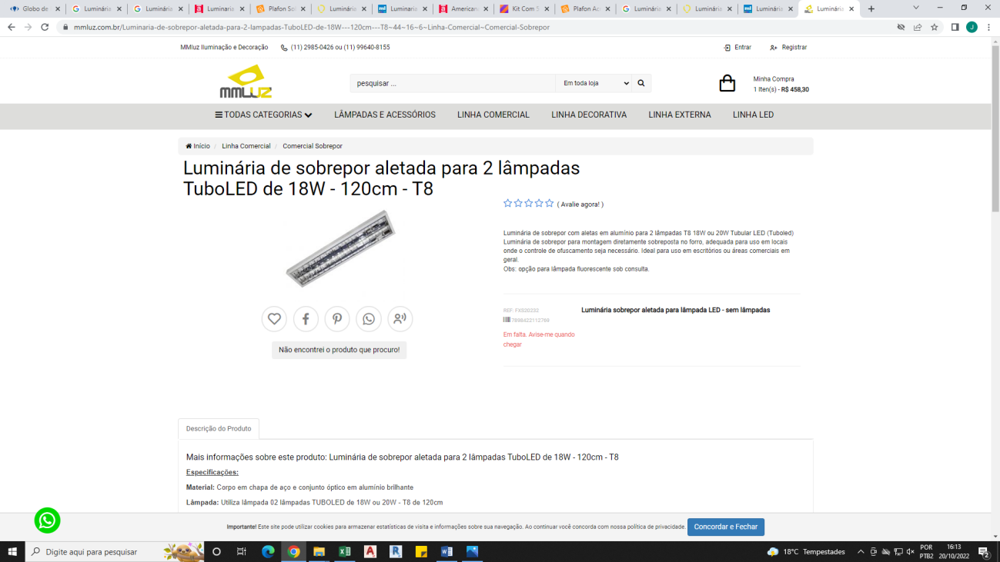 Globo de
Luminária
Luminária
Luminaria
Plafon So
Luminária
Luminaria
American
Kit Com 5
Plafon Ac
Luminária
Luminária
Luminária
Luminária
mmluz.com.br/Luminaria-de-sobrepor-aletada-para-2-lampadas-TuboLED-de-18W---120cm---T8~44~16~6~Linha-Comercial~Comercial-Sobrepor
MMluz Iluminação e Decoração
(11) 2985-0426 ou (11) 99640-8155
Entrar
Registrar
MMLUZ
pesquisar ...
Em toda loja
Minha Compra
1 Iten(s) - R$ 458,30
TODAS CATEGORIAS
LÂMPADAS E ACESSÓRIOS
LINHA COMERCIAL
LINHA DECORATIVA
LINHA EXTERNA
LINHA LED
Início / Linha Comercial / Comercial Sobrepor
Luminária de sobrepor aletada para 2 lâmpadas
TuboLED de 18W - 120cm - T8
( Avalie agora! )
Luminária de sobrepor com aletas em alumínio para 2 lâmpadas T8 18W ou 20W Tubular LED (Tuboled)
Luminária de sobrepor para montagem diretamente sobreposta no forro, adequada para uso em locais
onde o controle de ofuscamento seja necessário. Ideal para uso em escritórios ou áreas comerciais em
geral.
Obs: opção para lâmpada fluorescente sob consulta.
REF: FXS20232
7898422112769
Luminária sobrepor aletada para lâmpada LED - sem lâmpadas
Em falta. Avise-me quando
chegar
Não encontrei o produto que procuro!
Descrição do Produto
Mais informações sobre este produto: Luminária de sobrepor aletada para 2 lâmpadas TuboLED de 18W - 120cm - T8
Especificações:
Material: Corpo em chapa de aço e conjunto óptico em alumínio brilhante
Lâmpada: Utiliza lâmpada 02 lâmpadas TUBOLED de 18W ou 20W - T8 de 120cm
Importante! Este site pode utilizar cookies para armazenar estatísticas de visita e informações sobre sua navegação. Ao continuar você concorda com nossa política de privacidade.
Concordar e Fechar
Digite aqui para pesquisar
18°C Tempestades
POR
PTB2
16:13
20/10/2022
2